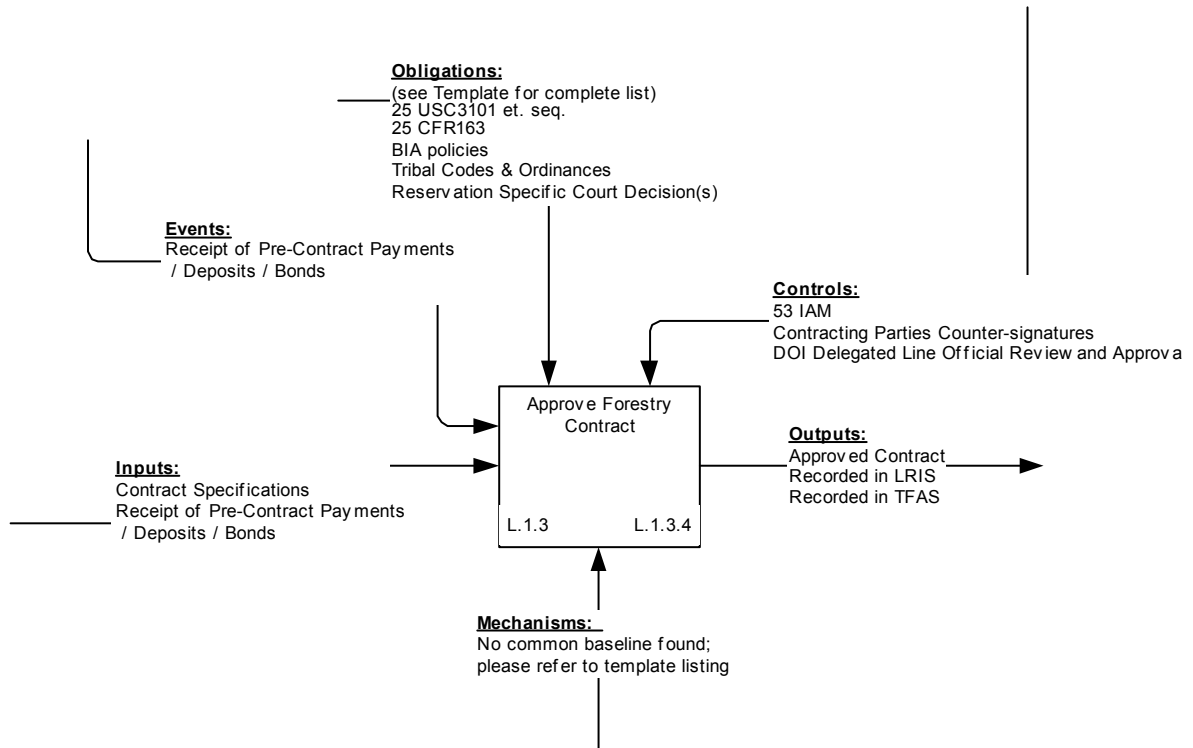 Obligations:
(see Template for complete list)
25 USC3101 et. seq.
25 CFR163
BIA policies
Tribal Codes & Ordinances
Reservation Specific Court Decision(s)
Events:
Receipt of Pre-Contract Payments
/ Deposits / Bonds
Controls:
53 IAM
Contracting Parties Counter-signatures
DOI Delegated Line Official Review and Approva
Approve Forestry
Contract
L.1.3 L.1.3.4
Inputs:
Contract Specifications
Receipt of Pre-Contract Payments
/ Deposits / Bonds
Outputs:
Approved Contract
Recorded in LRIS
Recorded in TFAS
Mechanisms:
No common baseline found;
please refer to template listing